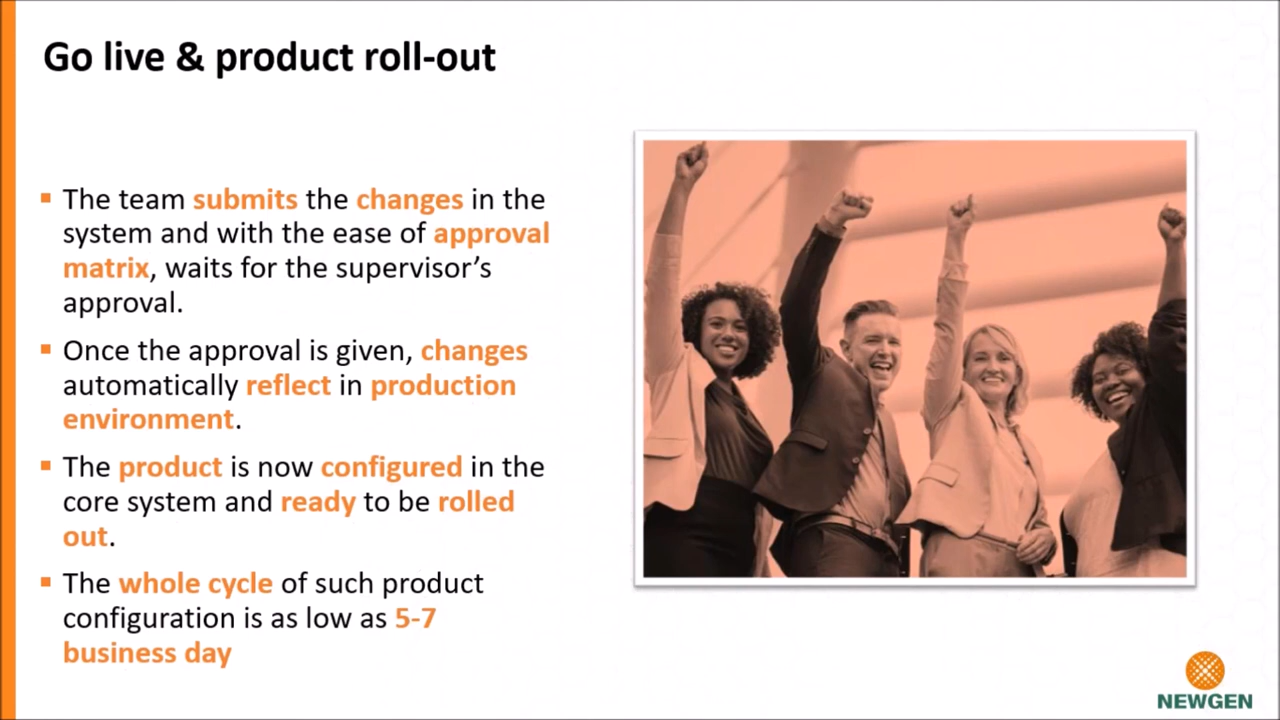 Go live & product roll-out
The team submits the changes in the
system and with the ease of approval
matrix, waits for the supervisor’s
approval.
Once the approval is given, changes
automatically reflect in production
environment.
The product is now configured in the
core system and ready to be rolled
out.
The whole cycle of such product
configuration is as low as 5-7
business day
NEWGEN